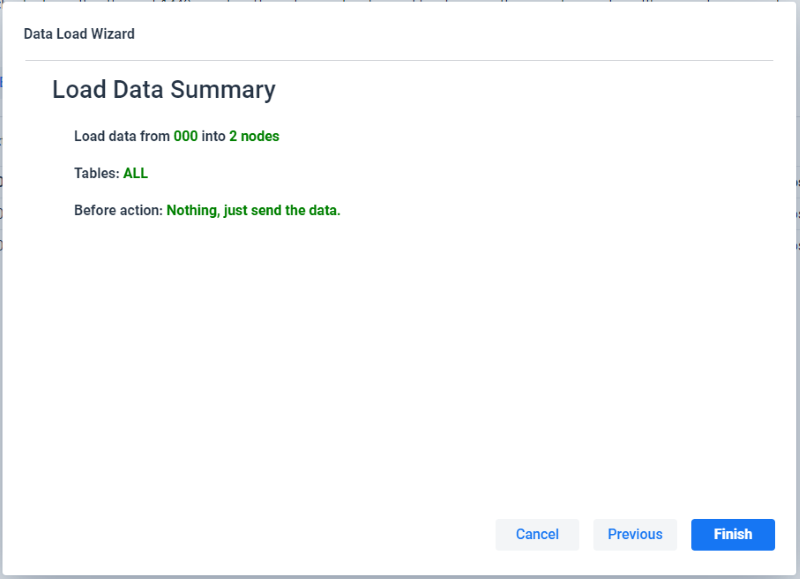 Data Load Wizard
Load Data Summary
Load data from 000 into 2 nodes
Tables: ALL
Before action: Nothing, just send the data.
Cancel
Previous
Finish